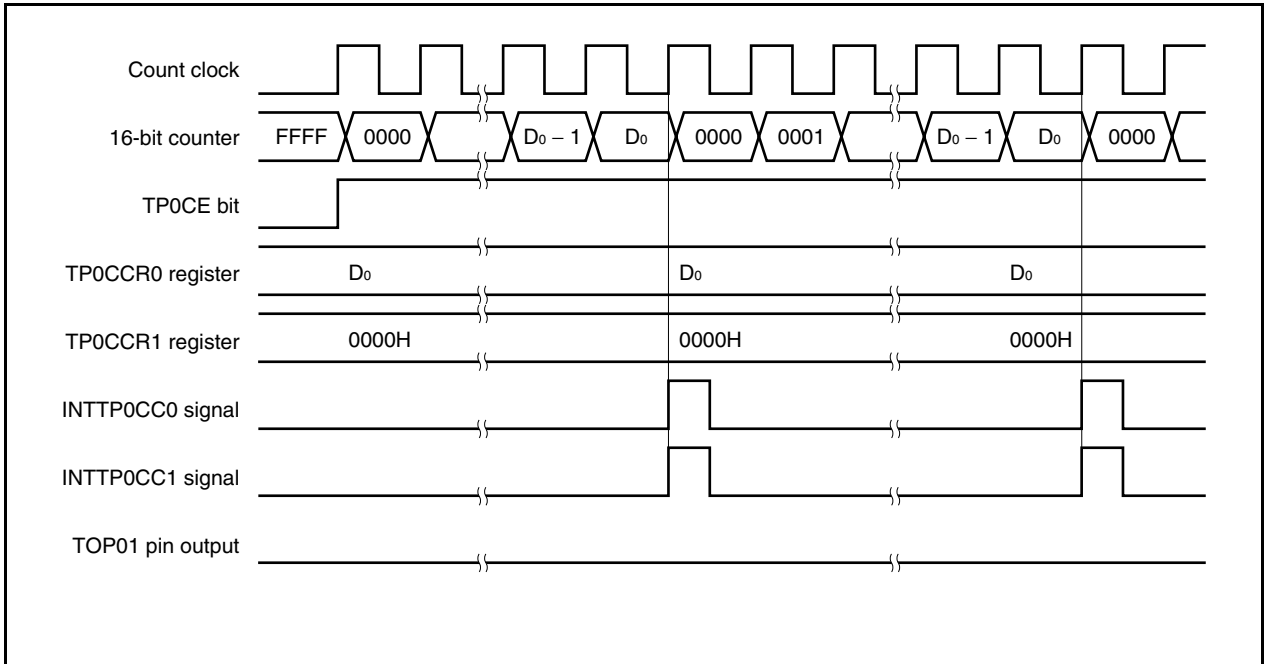 Count clock
16-bit counter FFFF 0000 D₀ − 1 D₀ 0000 0001 D₀ − 1 D₀ 0000
TP0CE bit
TP0CCR0 register D₀ D₀ D₀
TP0CCR1 register 0000H 0000H 0000H
INTTP0CC0 signal
INTTP0CC1 signal
TOP01 pin output